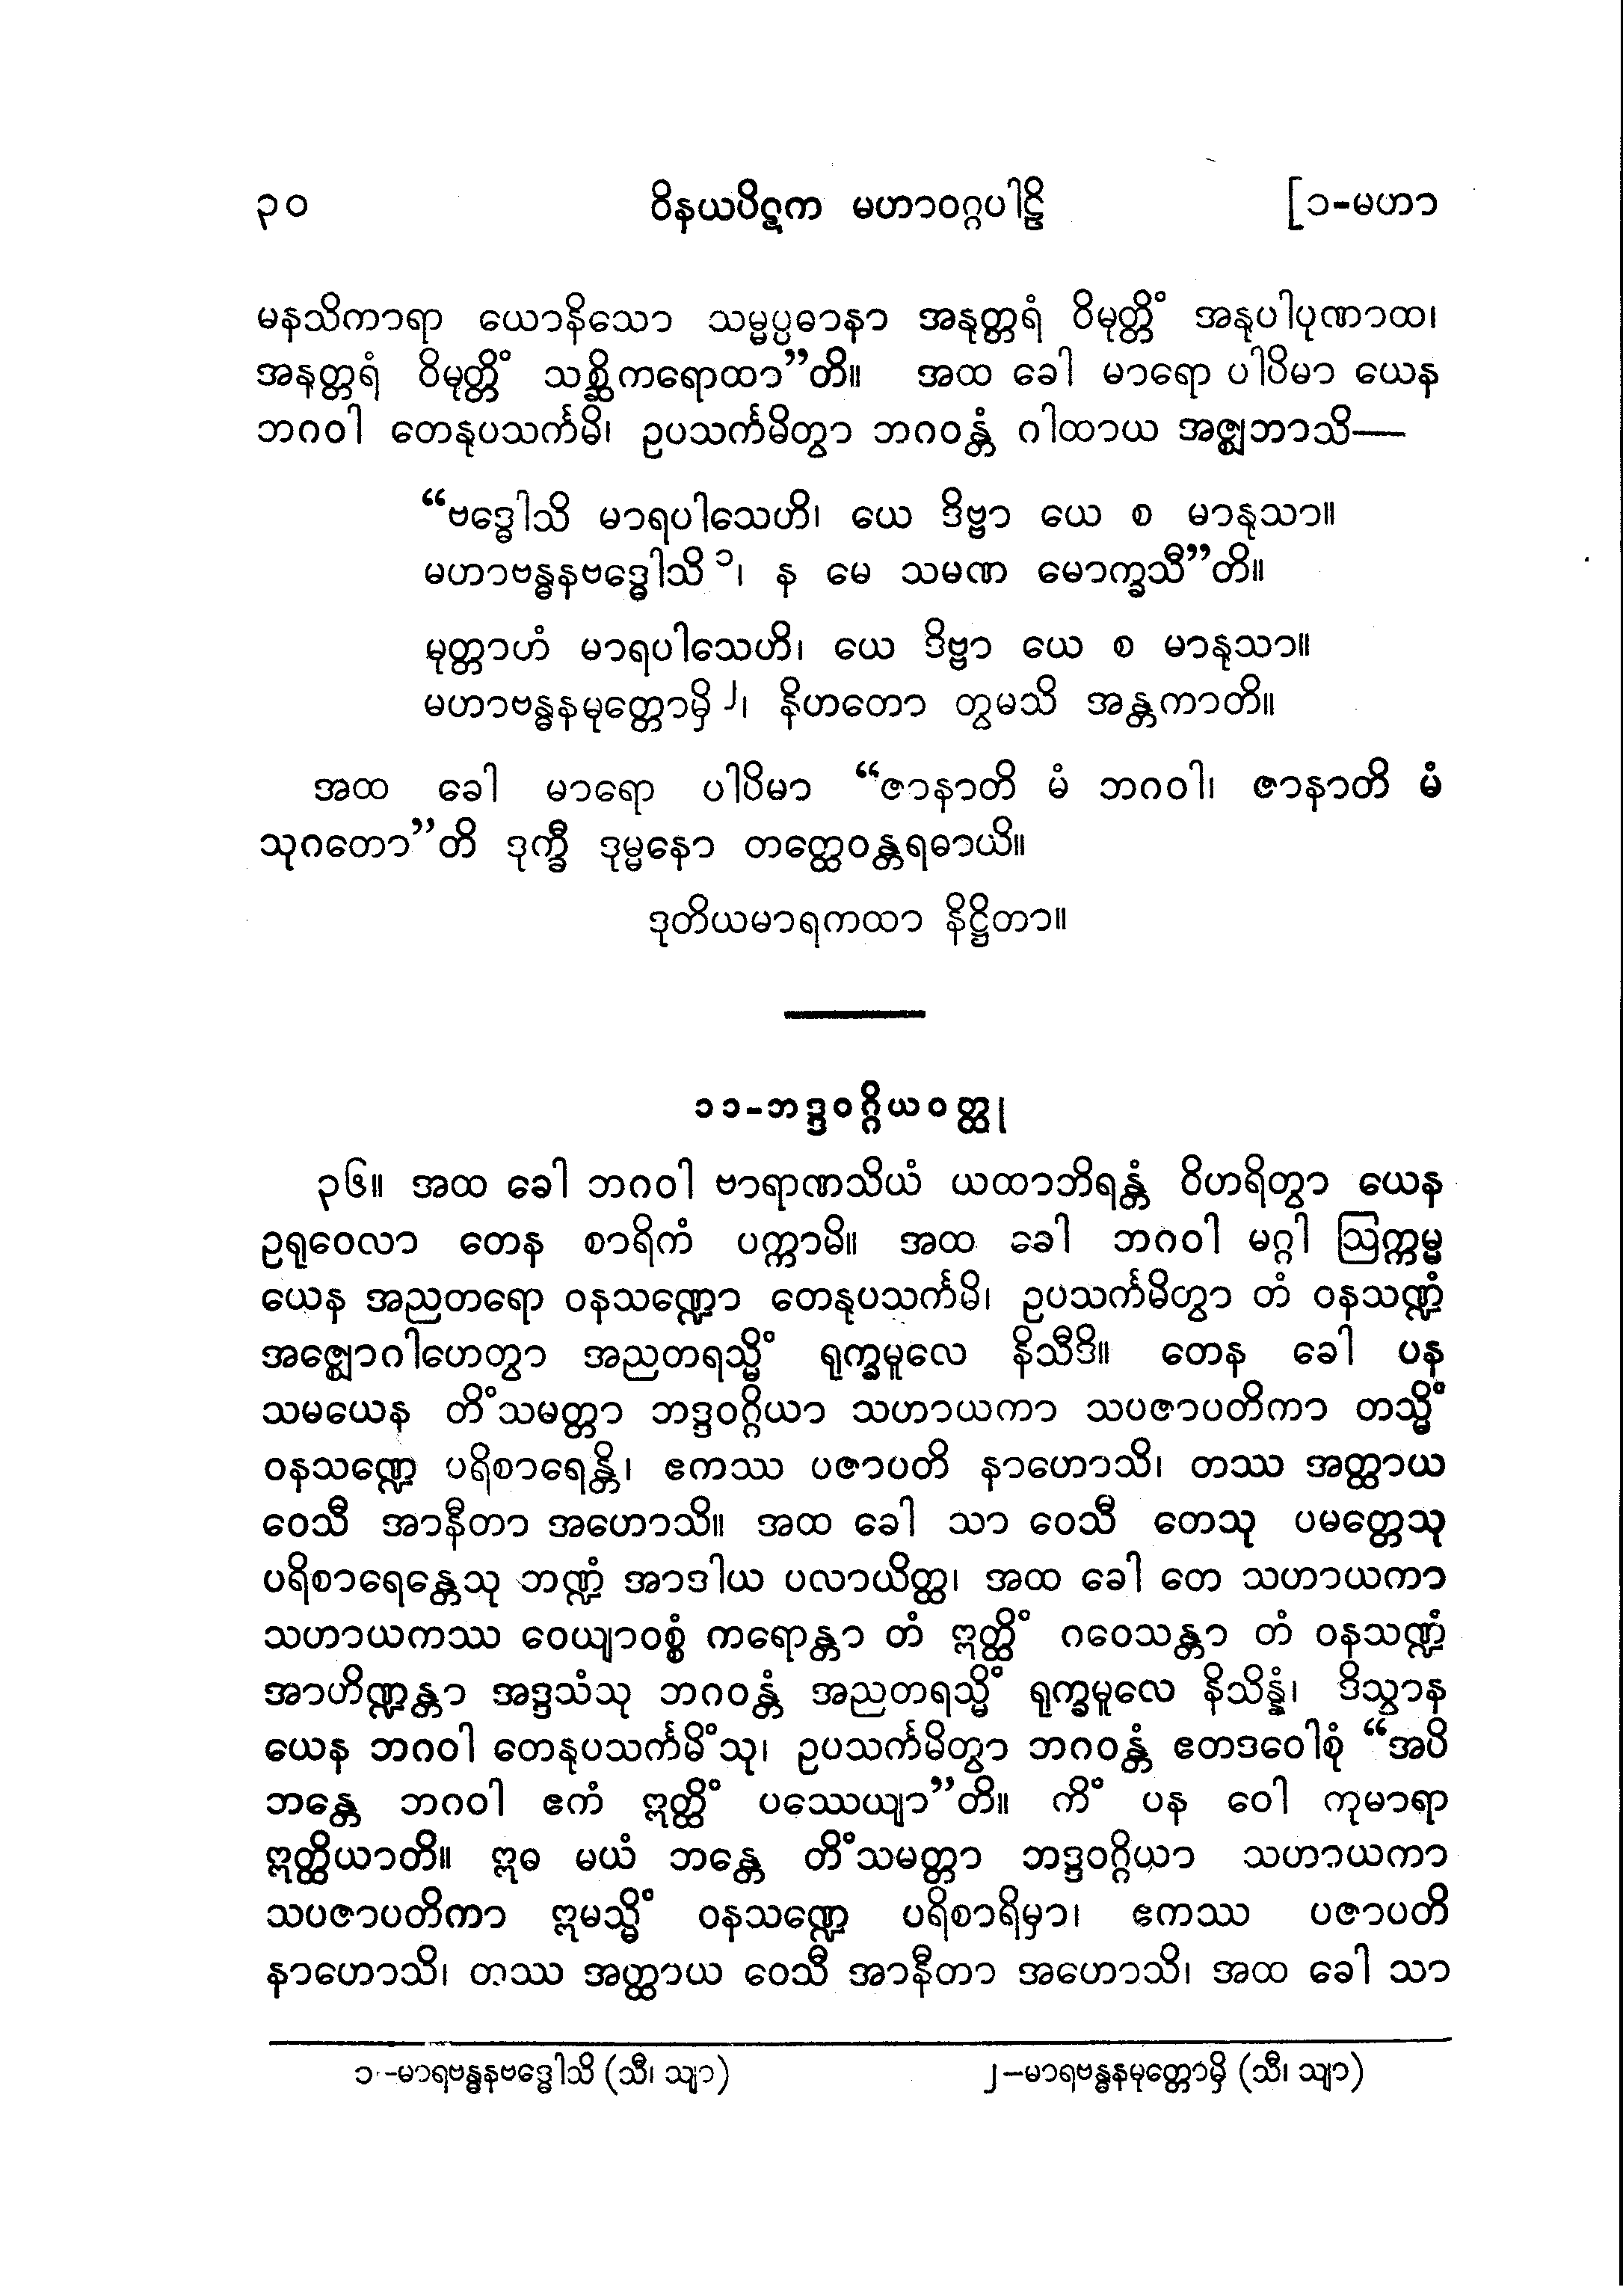 ၃၀ ဝိနယပိဋက မဟာဝဂ္ဂပါဠိ [၁-မဟာ
မနသိကာရာ ယောနိသော သမ္မပ္ပဓာနာ အနုတ္တရံ ဝိမုတ္တိံ အနုပါပုဏာထ၊
အနုတ္တရံ ဝိမုတ္တိံ သစ္ဆိကရောထာ”တိ။ အထ ခေါ မာရော ပါပိမာ ယေန
ဘဂဝါ တေနုပသင်္ကမိ၊ ဥပသင်္ကမိတွာ ဘဂဝန္တံ ဂါထာယ အဇ္ဈဘာသိ—
“ဗဒ္ဓေါသိ မာရပါသေဟိ၊ ယေ ဒိဗ္ဗာ ယေ စ မာနုသာ။
မဟာဗန္ဓနဗဒ္ဓေါသိ ၁၊ န မေ သမဏ မောက္ခသီ”တိ။
မုတ္တာဟံ မာရပါသေဟိ၊ ယေ ဒိဗ္ဗာ ယေ စ မာနုသာ။
မဟာဗန္ဓနမုတ္တောမှိ ၂၊ နိဟတော တွမသိ အန္တကာတိ။
အထ ခေါ မာရော ပါပိမာ “ဇာနာတိ မံ ဘဂဝါ၊ ဇာနာတိ မံ
သုဂတော”တိ ဒုက္ခီ ဒုမ္မနော တတ္ထေဝန္တရဓာယိ။
ဒုတိယမာရကထာ နိဋ္ဌိတာ။
၁၁-ဘဒ္ဒဝဂ္ဂိယဝတ္ထု
၃၆။ အထ ခေါ ဘဂဝါ ဗာရာဏသိယံ ယထာဘိရန္တံ ဝိဟရိတွာ ယေန
ဥရုဝေလာ တေန စာရိကံ ပက္ကာမိ။ အထ ခေါ ဘဂဝါ မဂ္ဂါ ဩက္ကမ္မ
ယေန အညတရော ဝနသဏ္ဍော တေနုပသင်္ကမိ၊ ဥပသင်္ကမိတွာ တံ ဝနသဏ္ဍံ
အဇ္ဈောဂါဟေတွာ အညတရသ္မိံ ရုက္ခမူလေ နိသီဒိ။ တေန ခေါ ပန
သမယေန တိံသမတ္တာ ဘဒ္ဒဝဂ္ဂိယာ သဟာယကာ သပဇာပတိကာ တသ္မိံ
ဝနသဏ္ဍေ ပရိစာရေန္တိ၊ ဧကဿ ပဇာပတိ နာဟောသိ၊ တဿ အတ္ထာယ
ဝေသီ အာနီတာ အဟောသိ။ အထ ခေါ သာ ဝေသီ တေသု ပမတ္တေသု
ပရိစာရေန္တေသု ဘဏ္ဍံ အာဒါယ ပလာယိတ္ထ၊ အထ ခေါ တေ သဟာယကာ
သဟာယကဿ ဝေယျာဝစ္စံ ကရောန္တာ တံ ဣတ္ထိံ ဂဝေသန္တာ တံ ဝနသဏ္ဍံ
အာဟိဏ္ဍန္တာ အဒ္ဒသံသု ဘဂဝန္တံ အညတရသ္မိံ ရုက္ခမူလေ နိသိန္နံ၊ ဒိသွာန
ယေန ဘဂဝါ တေနုပသင်္ကမိံသု၊ ဥပသင်္ကမိတွာ ဘဂဝန္တံ ဧတဒဝေါစုံ “အပိ
ဘန္တေ ဘဂဝါ ဧကံ ဣတ္ထိံ ပဿေယျာ”တိ။ ကိံ ပန ဝေါ ကုမာရာ
ဣတ္ထိယာတိ။ ဣဓ မယံ ဘန္တေ တိံသမတ္တာ ဘဒ္ဒဝဂ္ဂိယာ သဟာယကာ
သပဇာပတိကာ ဣမသ္မိံ ဝနသဏ္ဍေ ပရိစာရိမှာ၊ ဧကဿ ပဇာပတိ
နာဟောသိ၊ တဿ အတ္ထာယ ဝေသီ အာနီတာ အဟောသိ၊ အထ ခေါ သာ
၁-မာရဗန္ဓနဗဒ္ဓေါသိ (သီ၊ သျာ) ၂-မာရဗန္ဓနမုတ္တောမှိ (သီ၊ သျာ)